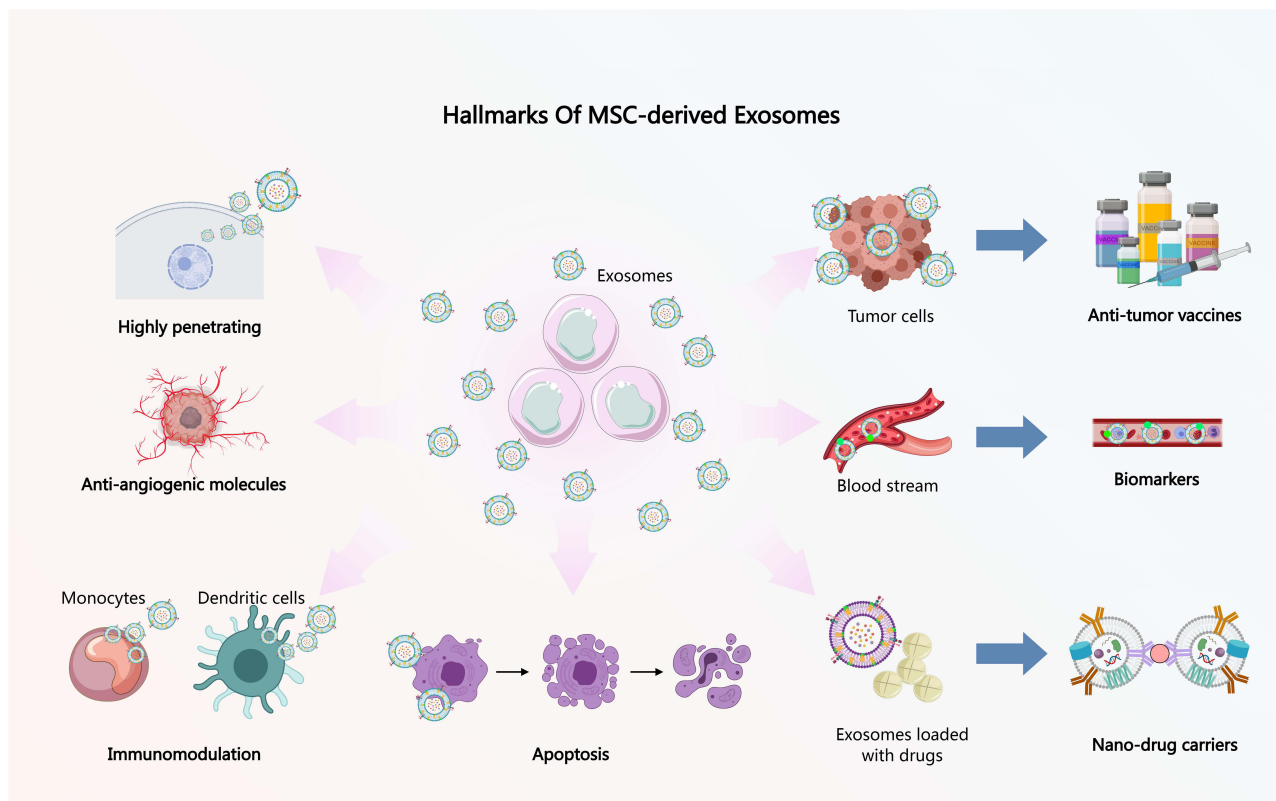 Hallmarks Of MSC-derived Exosomes
Exosomes
Highly penetrating
Tumor cells
VACCINE
VACCINE
Anti-tumor vaccines
Anti-angiogenic molecules
Blood stream
Biomarkers
Monocytes
Dendritic cells
Immunomodulation
Apoptosis
Exosomes loaded
with drugs
Nano-drug carriers